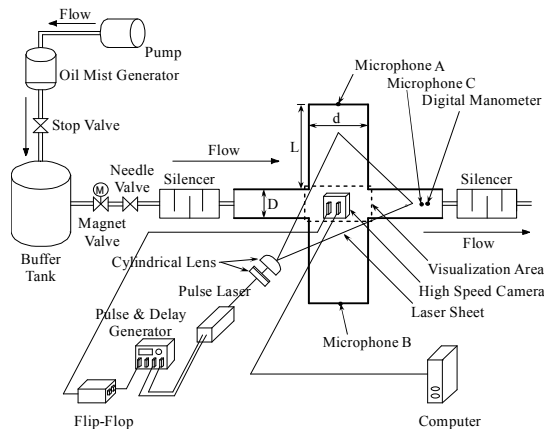 Flow
Pump
Oil Mist Generator
Stop Valve
Buffer
Tank
M
Magnet
Valve
Needle
Valve
Flow
Silencer
D
L
d
Microphone A
Microphone C
Digital Manometer
Silencer
Flow
Visualization Area
High Speed Camera
Laser Sheet
Microphone B
Cylindrical Lens
Pulse Laser
Pulse & Delay
Generator
Flip-Flop
Computer